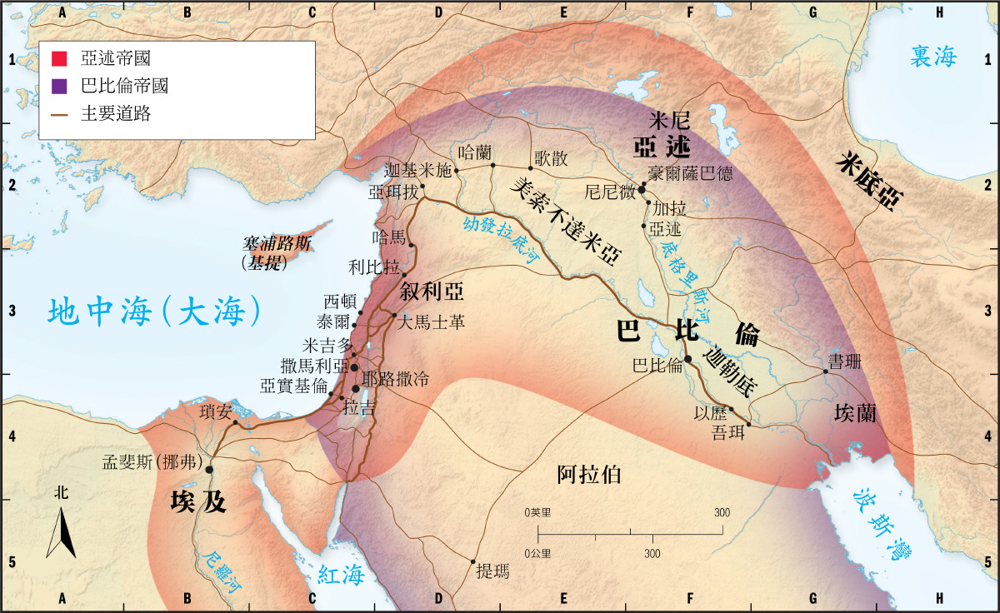 A B C D E F G H
1
亞述帝國
巴比倫帝國
主要道路
裏海
1
米尼
亞述
哈蘭
歌散
迦基米施
亞珥拔
豪爾薩巴德
尼尼微
加拉
亞述
米底亞
2
2
美索不達米亞
幼發拉底河
底格里斯河
哈馬
塞浦路斯
(基提)
利比拉
叙利亞
地中海(大海)
西頓
泰爾
大馬士革
3
3
巴比倫
米吉多
撒馬利亞
耶路撒冷
亞實基倫
拉吉
巴比倫
迦勒底
書珊
以歷
吾珥
埃蘭
瑣安
4
4
孟斐斯(挪弗)
阿拉伯
埃及
北
0英里 300
0公里 300
波斯灣
尼羅河
紅海
提瑪
5
5
A B C D E F G H